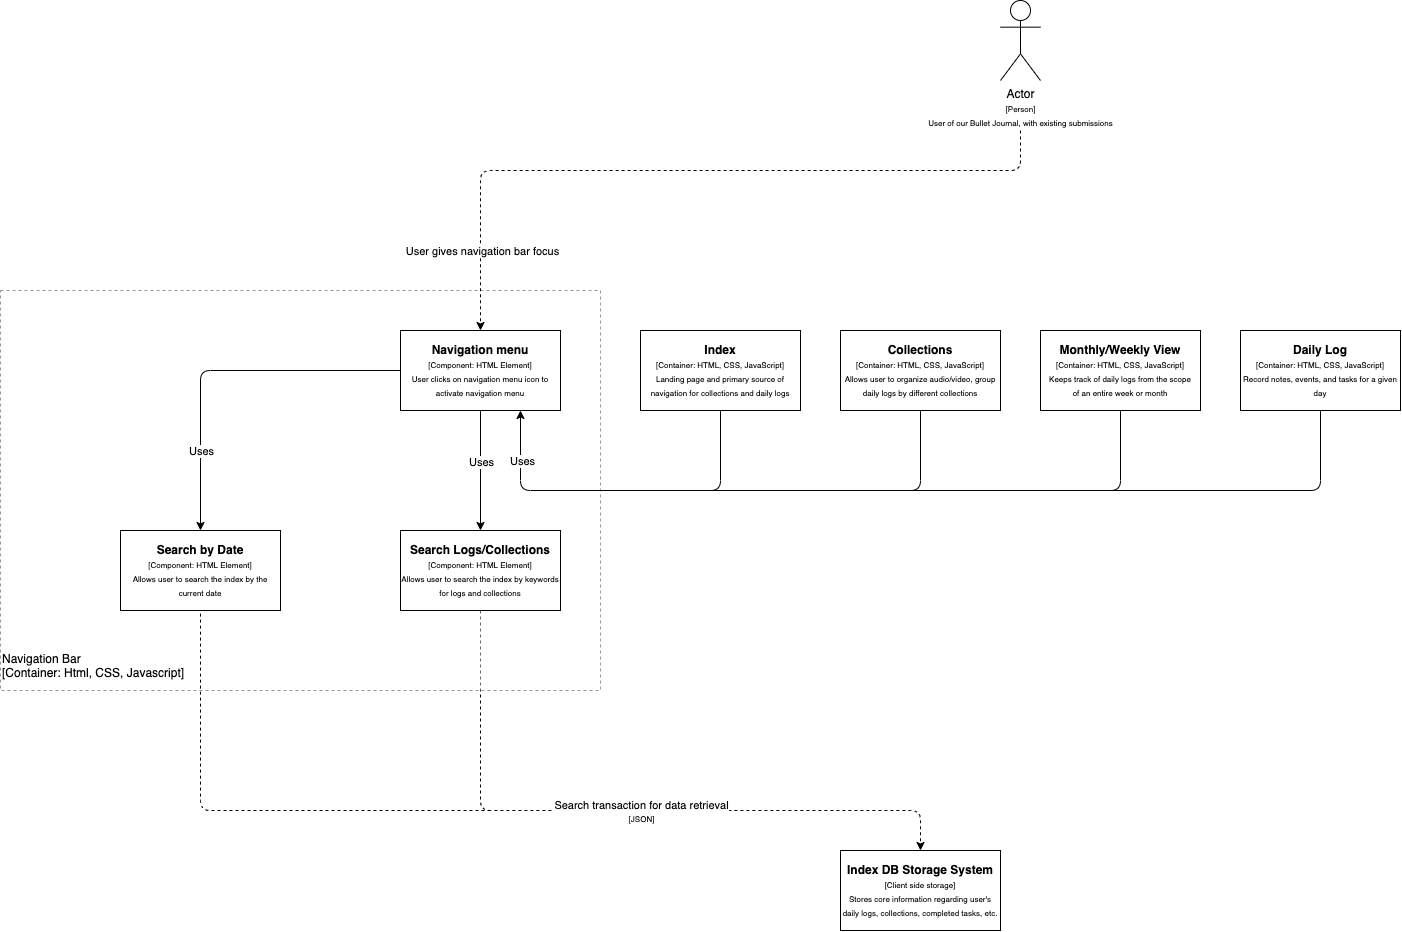 Actor
[Person]
User of our Bullet Journal, with existing submissions
User gives navigation bar focus
Navigation menu
[Component: HTML Element]
User clicks on navigation menu icon to
activate navigation menu
Index
[Container: HTML, CSS, JavaScript]
Landing page and primary source of
navigation for collections and daily logs
Collections
[Container: HTML, CSS, JavaScript]
Allows user to organize audio/video, group
daily logs by different collections
Monthly/Weekly View
[Container: HTML, CSS, JavaScript]
Keeps track of daily logs from the scope
of an entire week or month
Daily Log
[Container: HTML, CSS, JavaScript]
Record notes, events, and tasks for a given
day
Uses
Uses
Uses
Search by Date
[Component: HTML Element]
Allows user to search the index by the
current date
Search Logs/Collections
[Component: HTML Element]
Allows user to search the index by keywords
for logs and collections
Navigation Bar
[Container: Html, CSS, Javascript]
Search transaction for data retrieval
[JSON]
Index DB Storage System
[Client side storage]
Stores core information regarding user's
daily logs, collections, completed tasks, etc.